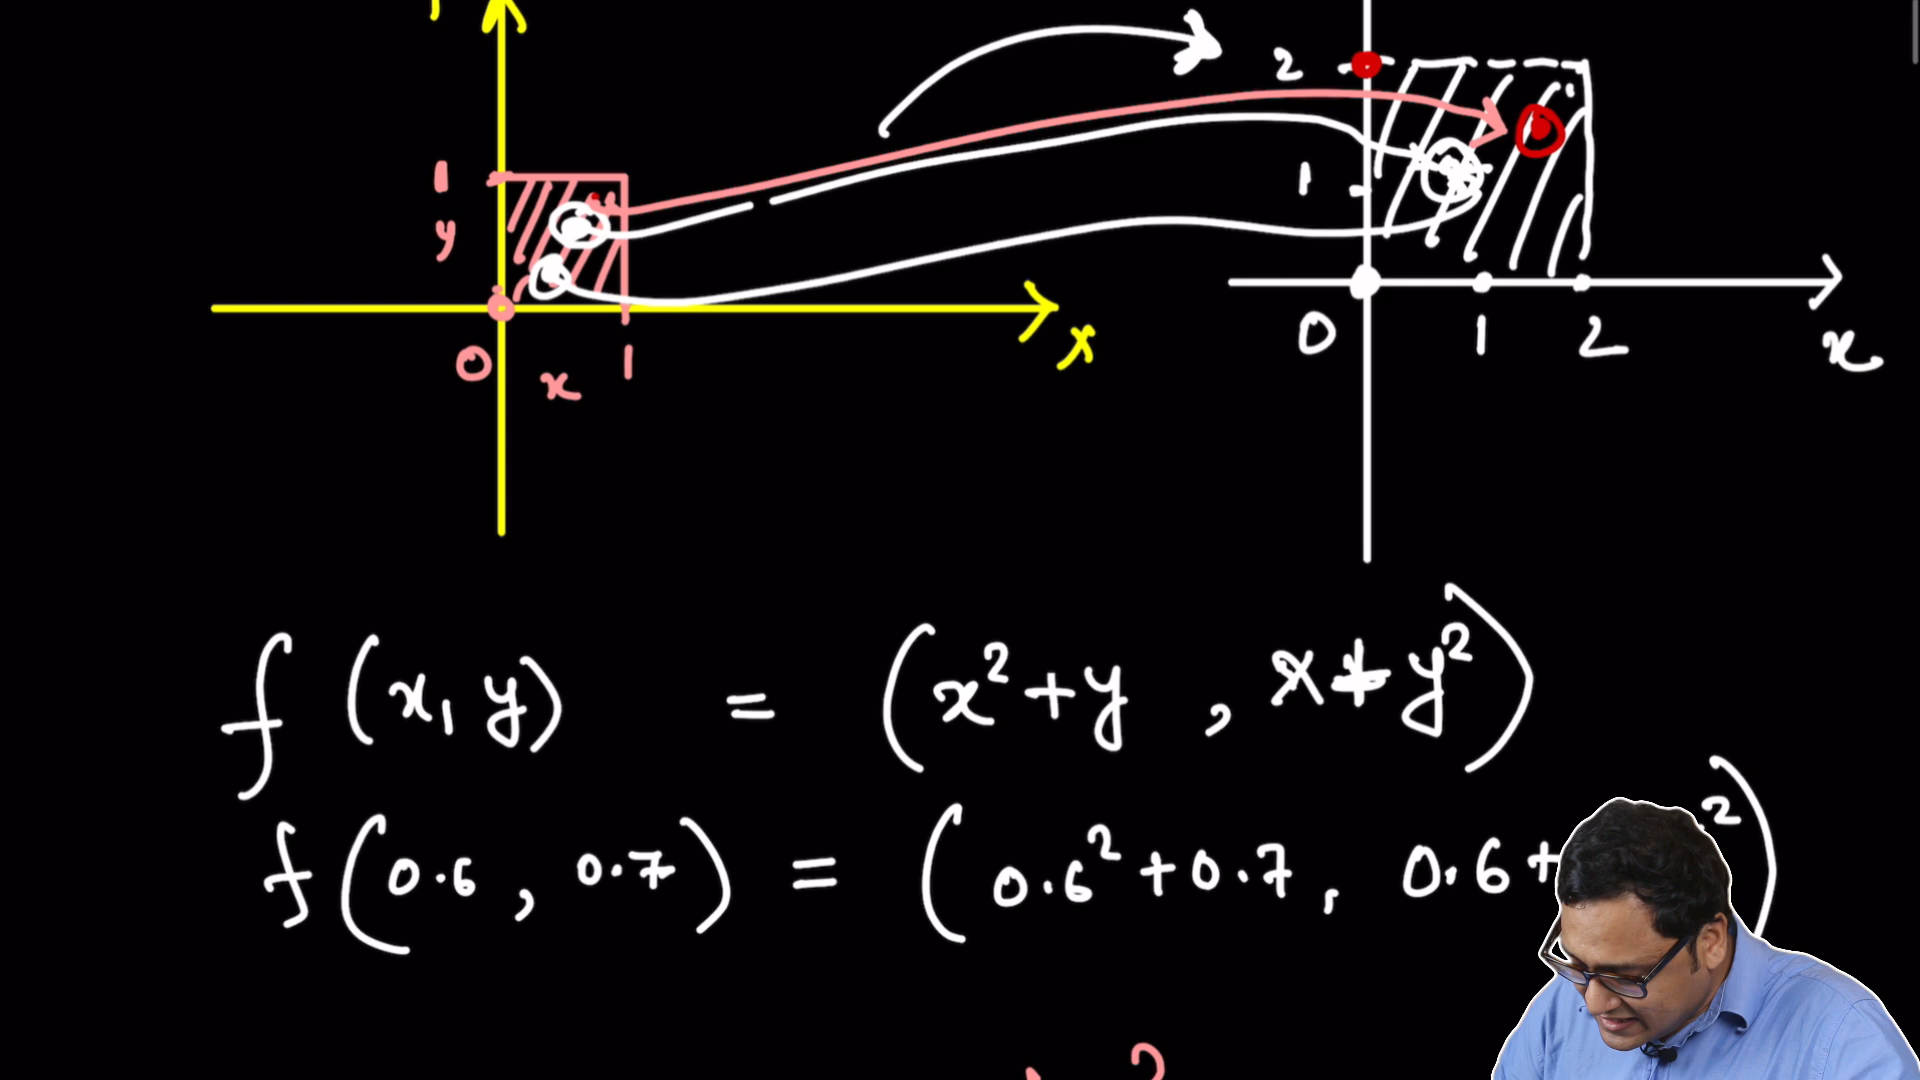 2
1 1
y
0 1 x 0 1 2 x
x
f (x, y) = (x² + y , x + y²)
f(0.6 , 0.7) = (0.6² + 0.7, 0.6 + ²)
?